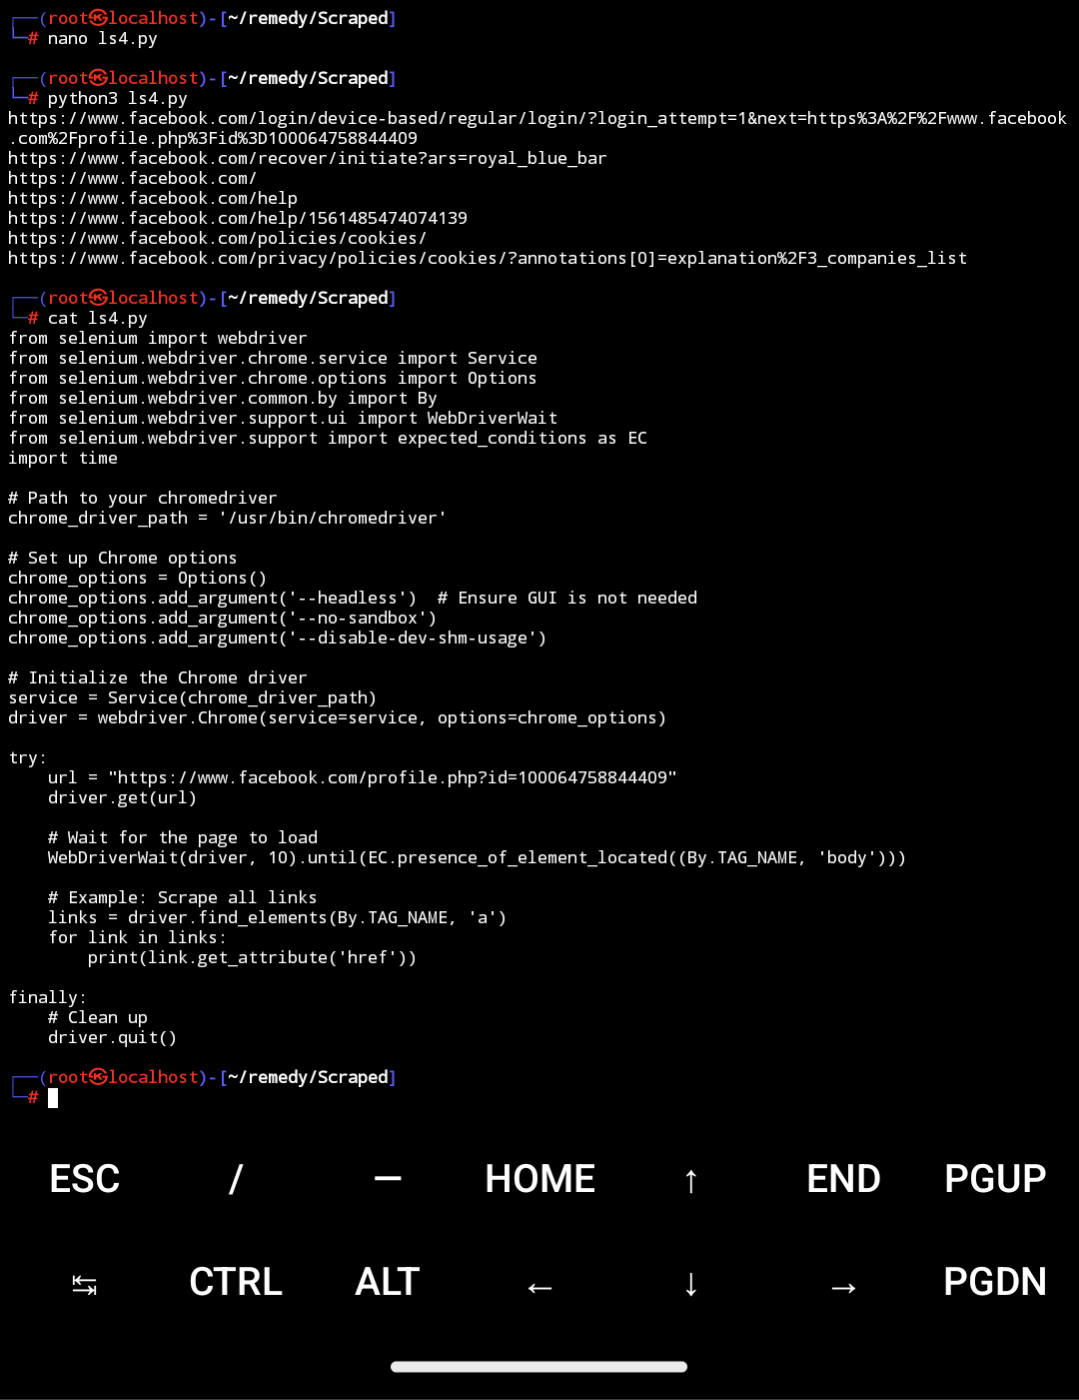 ┌──(root㉿localhost)-[~/remedy/Scraped]
└─# nano ls4.py

┌──(root㉿localhost)-[~/remedy/Scraped]
└─# python3 ls4.py
https://www.facebook.com/login/device-based/regular/login/?login_attempt=1&next=https%3A%2F%2Fwww.facebook
.com%2Fprofile.php%3Fid%3D100064758844409
https://www.facebook.com/recover/initiate?ars=royal_blue_bar
https://www.facebook.com/
https://www.facebook.com/help
https://www.facebook.com/help/1561485474074139
https://www.facebook.com/policies/cookies/
https://www.facebook.com/privacy/policies/cookies/?annotations[0]=explanation%2F3_companies_list

┌──(root㉿localhost)-[~/remedy/Scraped]
└─# cat ls4.py
from selenium import webdriver
from selenium.webdriver.chrome.service import Service
from selenium.webdriver.chrome.options import Options
from selenium.webdriver.common.by import By
from selenium.webdriver.support.ui import WebDriverWait
from selenium.webdriver.support import expected_conditions as EC
import time

# Path to your chromedriver
chrome_driver_path = '/usr/bin/chromedriver'

# Set up Chrome options
chrome_options = Options()
chrome_options.add_argument('--headless')  # Ensure GUI is not needed
chrome_options.add_argument('--no-sandbox')
chrome_options.add_argument('--disable-dev-shm-usage')

# Initialize the Chrome driver
service = Service(chrome_driver_path)
driver = webdriver.Chrome(service=service, options=chrome_options)

try:
    url = "https://www.facebook.com/profile.php?id=100064758844409"
    driver.get(url)

    # Wait for the page to load
    WebDriverWait(driver, 10).until(EC.presence_of_element_located((By.TAG_NAME, 'body')))

    # Example: Scrape all links
    links = driver.find_elements(By.TAG_NAME, 'a')
    for link in links:
        print(link.get_attribute('href'))

finally:
    # Clean up
    driver.quit()

┌──(root㉿localhost)-[~/remedy/Scraped]
└─#
ESC / — HOME ↑ END PGUP
↹ CTRL ALT ← ↓ → PGDN